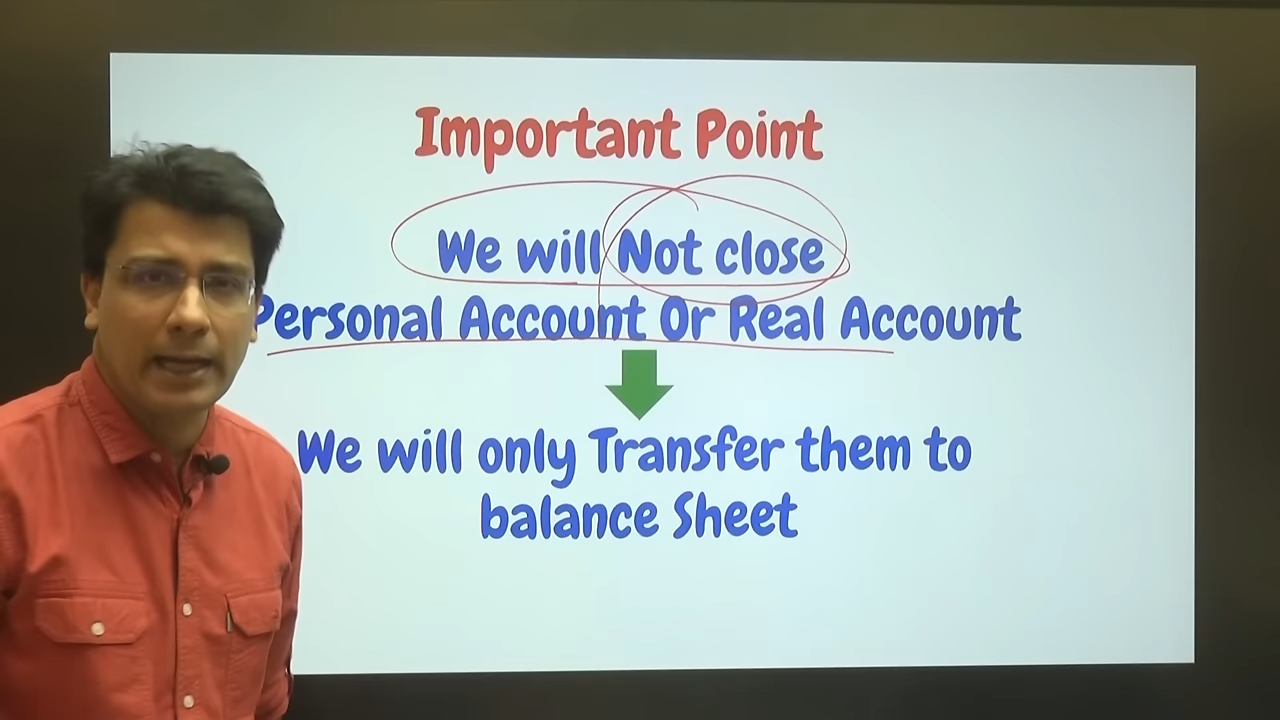 Important Point
We will Not close
Personal Account Or Real Account
We will only Transfer them to
balance Sheet